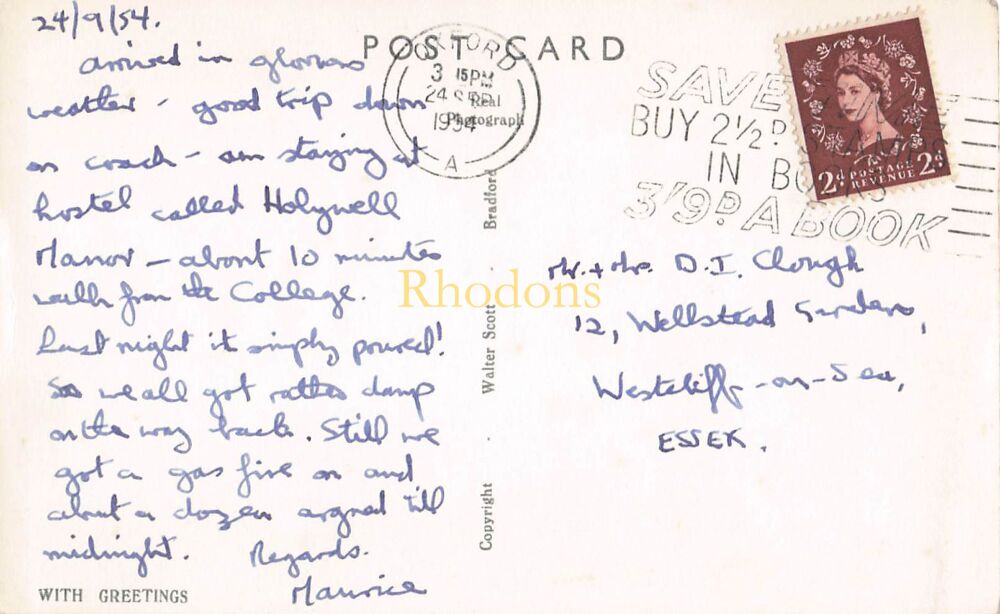 24/9/54.
POST CARD
Real
Photograph
Arrived in glorious
weather - good trip down
on coach - am staying at
hostel called Holywell
Manor - about 10 minutes
walk from the College.
Last night it simply poured!
So we all got rather damp
on the way back. Still we
got a gas fire on and
about a dozen argued till
midnight. Regards.
Maurice
WITH GREETINGS
Copyright · Walter Scott · Bradford
OXFORD
3 15PM
24 SEP
1954
A
SAVE
BUY 2½D
IN
3/9D. A BOOK
2D POSTAGE REVENUE 2D
Mr. + Mrs. D.I. Clough
12, Wellstead Gardens,
Westcliff-on-Sea,
ESSEX.
Rhodons